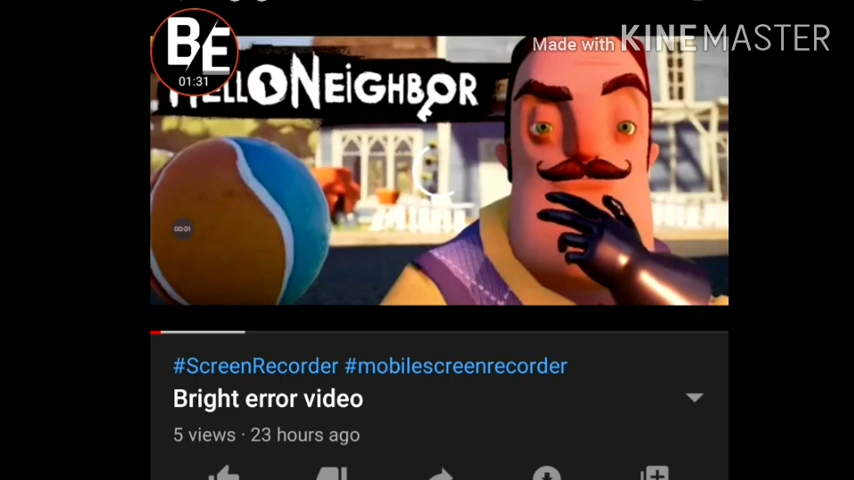 BE
01:31
Made with KINEMASTER
HELLO NEIGHBOR
00:01
#ScreenRecorder #mobilescreenrecorder
Bright error video
5 views · 23 hours ago